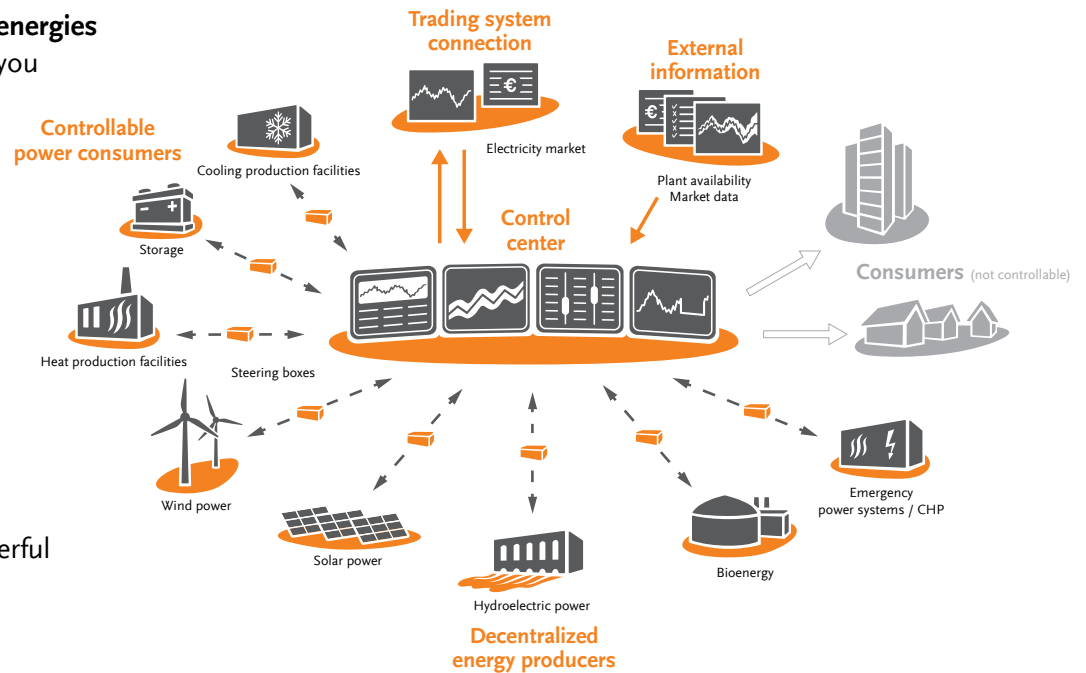 energies
you
Trading system
connection
External
information
Controllable
power consumers
€
€
Cooling production facilities
Electricity market
Plant availability
Market data
Storage
Control
center
Consumers (not controllable)
Heat production facilities
Steering boxes
Wind power
Emergency
power systems / CHP
erful
Solar power
Bioenergy
Hydroelectric power
Decentralized
energy producers